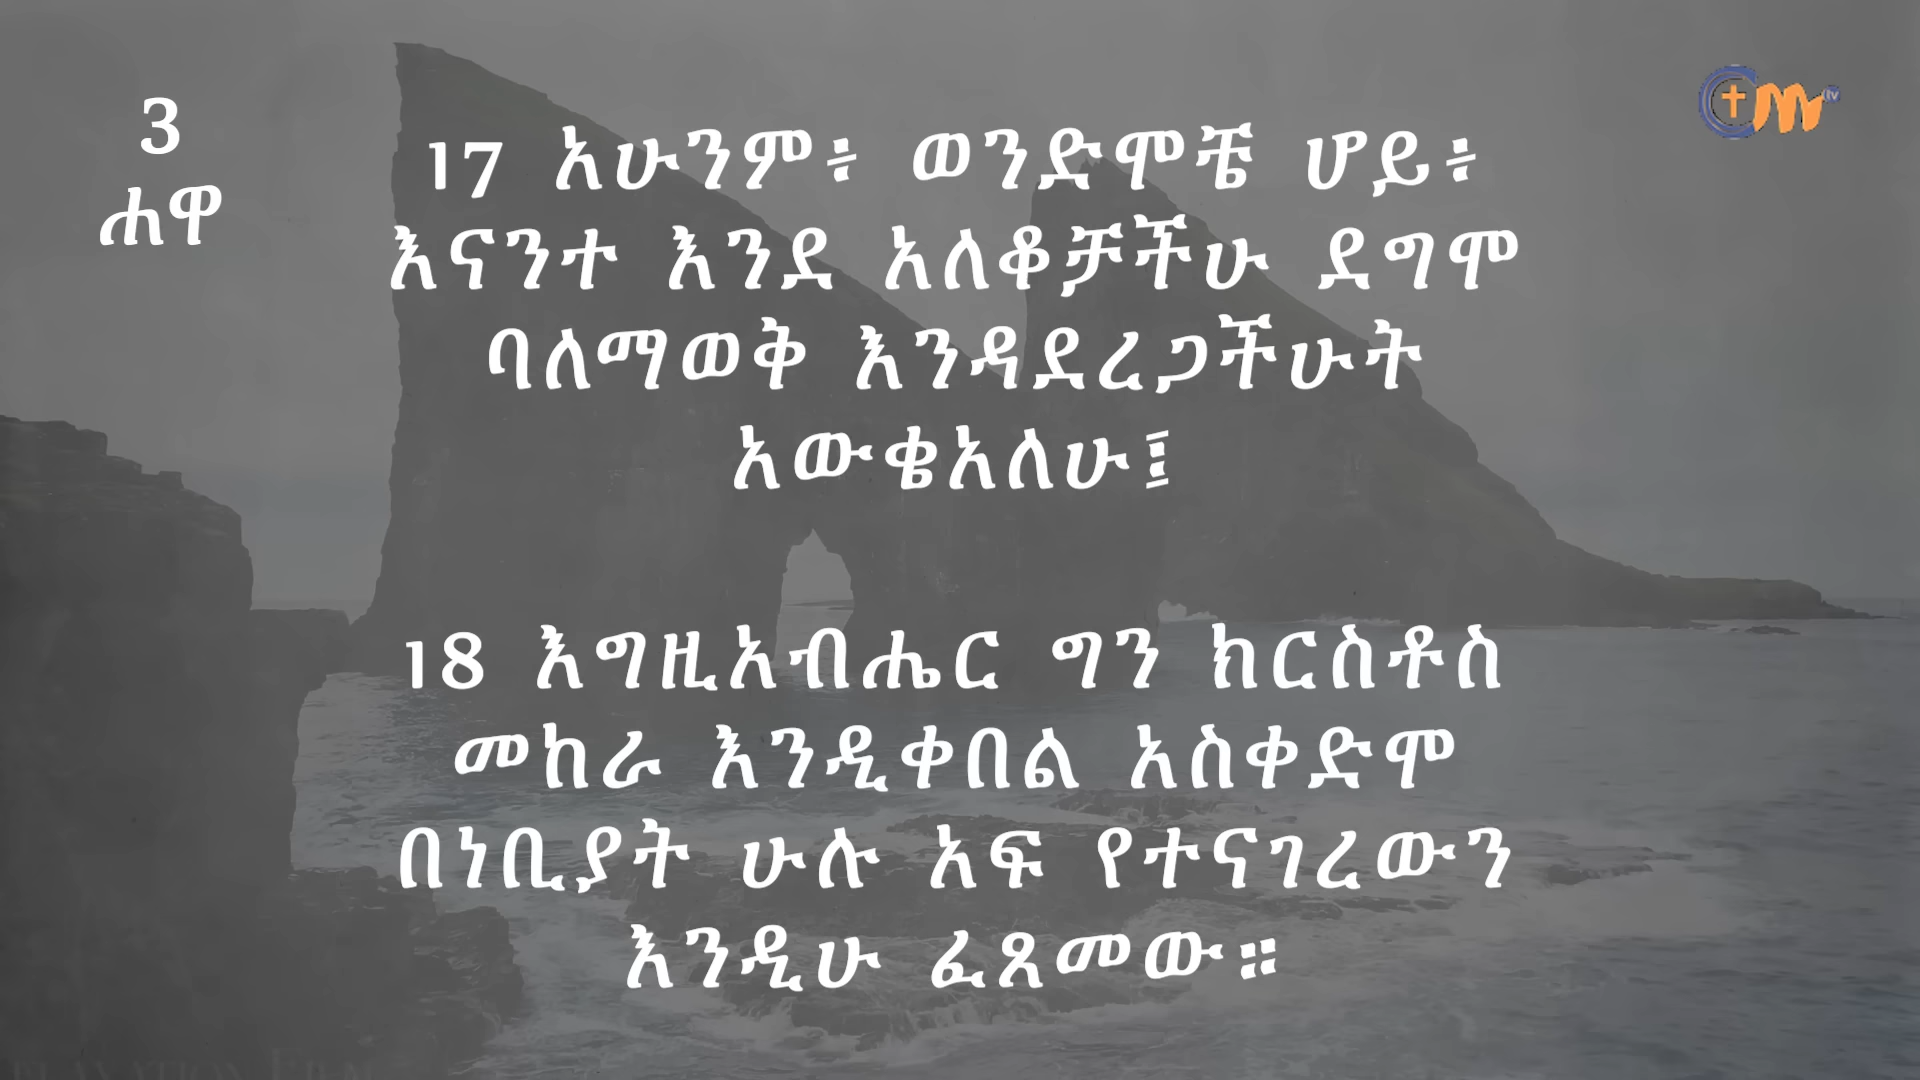 3
ሐዋ
17 አሁንም፥ ወንድሞቼ ሆይ፥
እናንተ እንደ አለቆቻችሁ ደግሞ
ባለማወቅ እንዳደረጋችሁት
አውቄአለሁ፤
18 እግዚአብሔር ግን ክርስቶስ
መከራ እንዲቀበል አስቀድሞ
በነቢያት ሁሉ አፍ የተናገረውን
እንዲሁ ፈጸመው።
tv